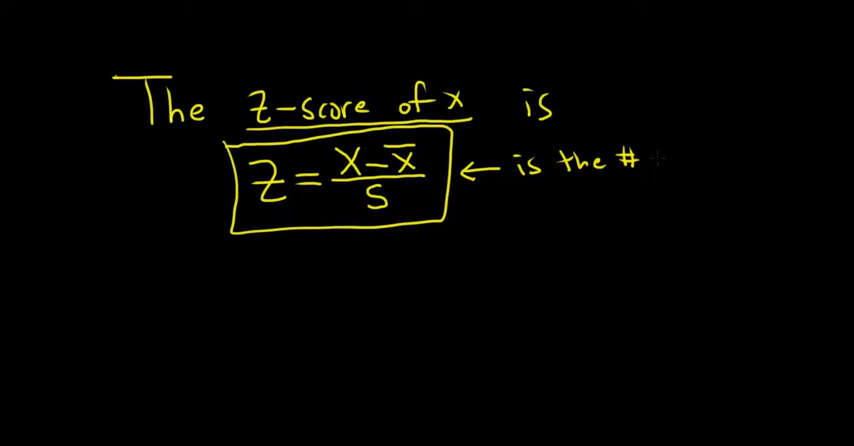 The z-score of x is
z = x - x̄ / s ← is the #